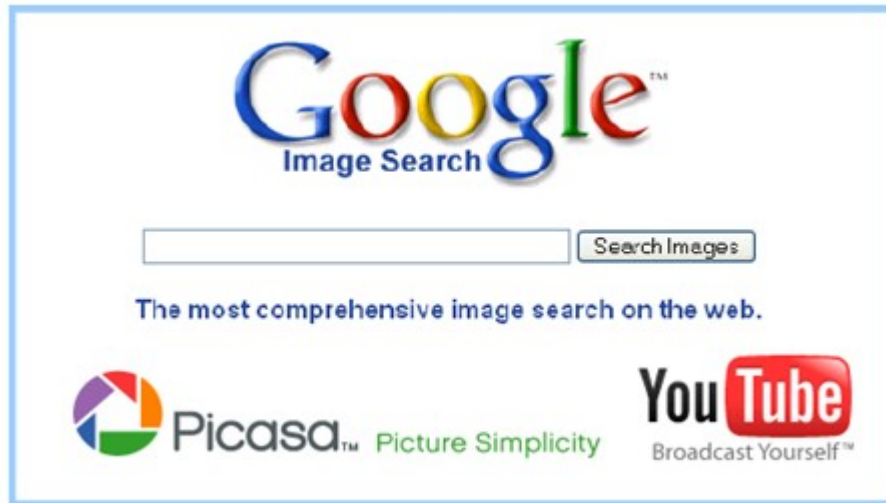 Google™
Image Search
Search Images
The most comprehensive image search on the web.
Picasa™ Picture Simplicity
YouTube
Broadcast Yourself™